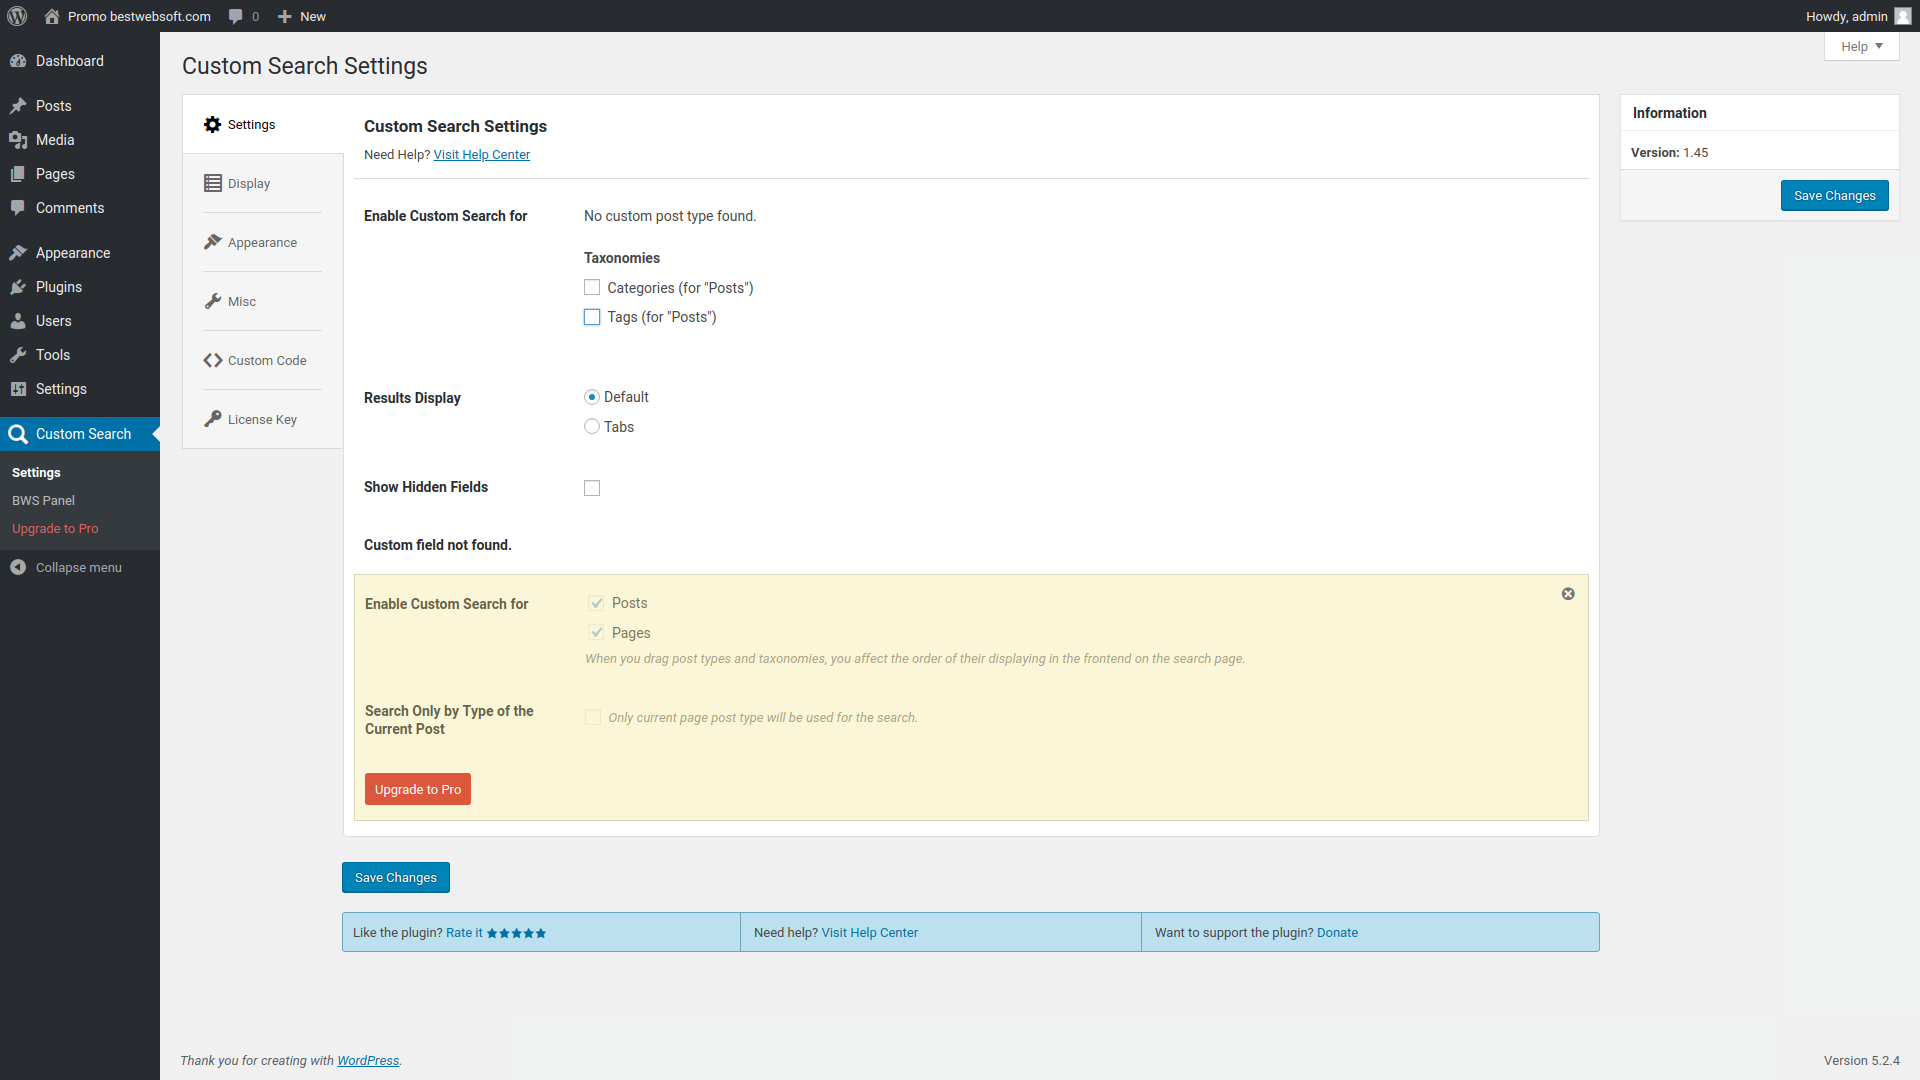 Promo bestwebsoft.com
0
New
Howdy, admin
Help
Dashboard
Posts
Media
Pages
Comments
Appearance
Plugins
Users
Tools
Settings
Custom Search
Settings
BWS Panel
Upgrade to Pro
Collapse menu
Custom Search Settings
Settings
Display
Appearance
Misc
Custom Code
License Key
Custom Search Settings
Need Help? Visit Help Center
Enable Custom Search for
No custom post type found.
Taxonomies
Categories (for "Posts")
Tags (for "Posts")
Results Display
Default
Tabs
Show Hidden Fields
Custom field not found.
Enable Custom Search for
Posts
Pages
When you drag post types and taxonomies, you affect the order of their displaying in the frontend on the search page.
Search Only by Type of the
Current Post
Only current page post type will be used for the search.
Upgrade to Pro
Save Changes
Like the plugin? Rate it ★★★★★
Need help? Visit Help Center
Want to support the plugin? Donate
Information
Version: 1.45
Save Changes
Thank you for creating with WordPress.
Version 5.2.4